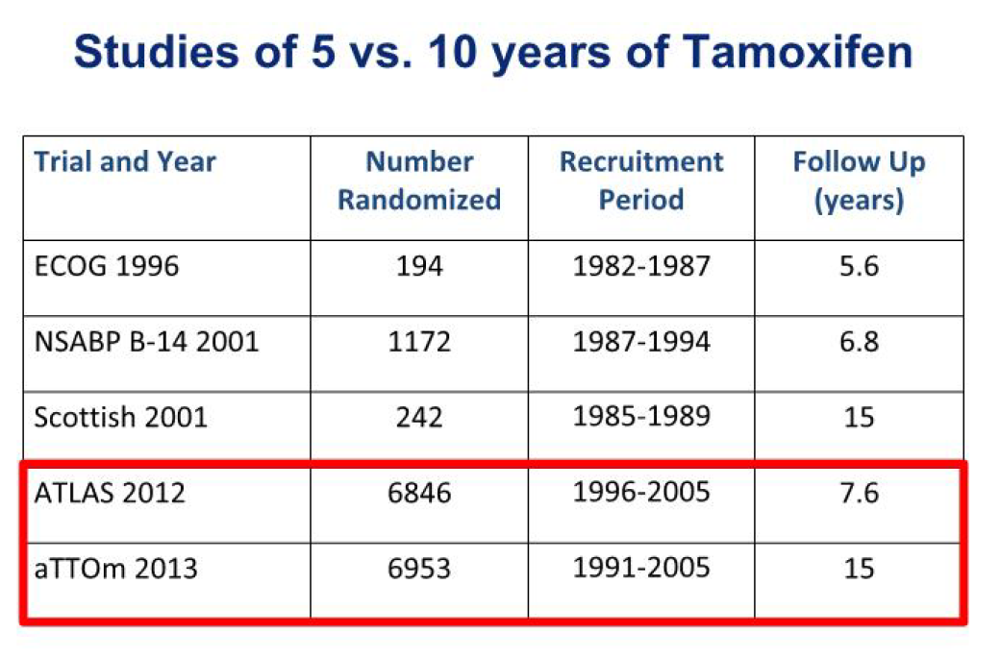 Studies of 5 vs. 10 years of Tamoxifen
Trial and Year Number Randomized Recruitment Period Follow Up (years)
ECOG 1996 194 1982-1987 5.6
NSABP B-14 2001 1172 1987-1994 6.8
Scottish 2001 242 1985-1989 15
ATLAS 2012 6846 1996-2005 7.6
aTTOm 2013 6953 1991-2005 15